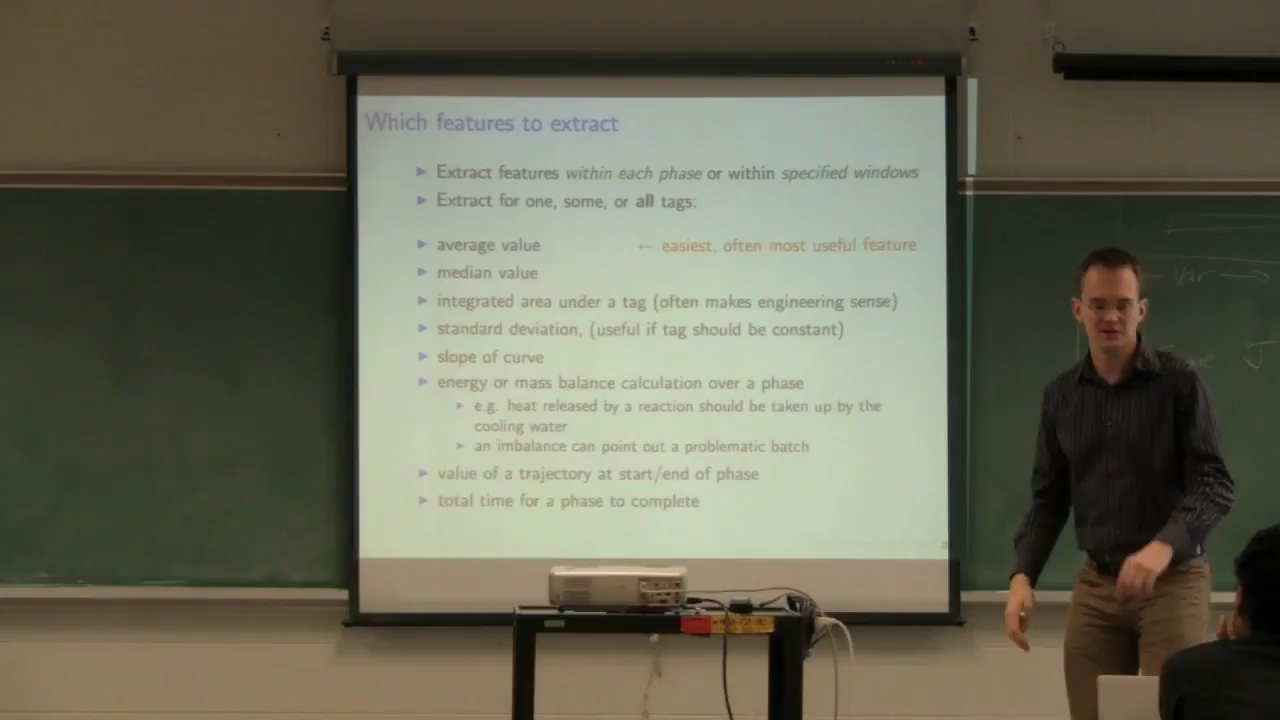 Which features to extract
▶ Extract features within each phase or within specified windows
▶ Extract for one, some, or all tags:
▶ average value ← easiest, often most useful feature
▶ median value
▶ integrated area under a tag (often makes engineering sense)
▶ standard deviation, (useful if tag should be constant)
▶ slope of curve
▶ energy or mass balance calculation over a phase
▶ e.g. heat released by a reaction should be taken up by the
cooling water
▶ an imbalance can point out a problematic batch
▶ value of a trajectory at start/end of phase
▶ total time for a phase to complete
← Var →
J